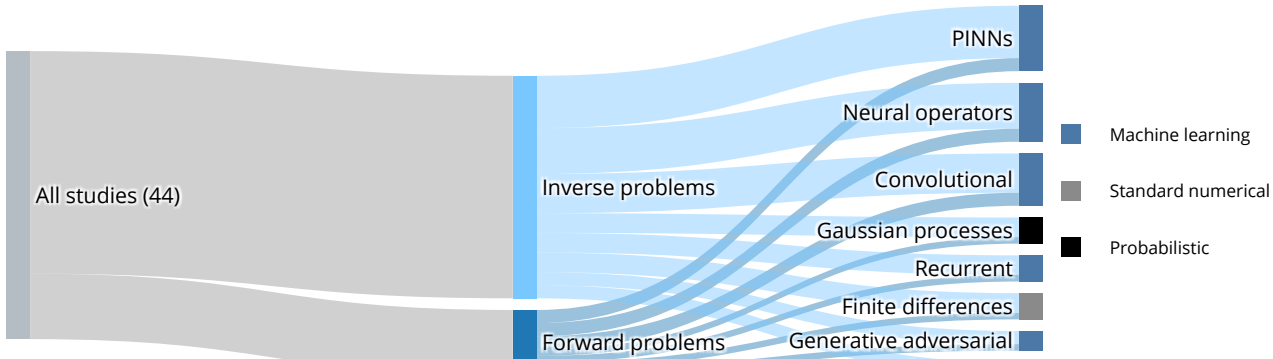 All studies (44)
Inverse problems
Forward problems
PINNs
Neural operators
Convolutional
Gaussian processes
Recurrent
Finite differences
Generative adversarial
Machine learning
Standard numerical
Probabilistic